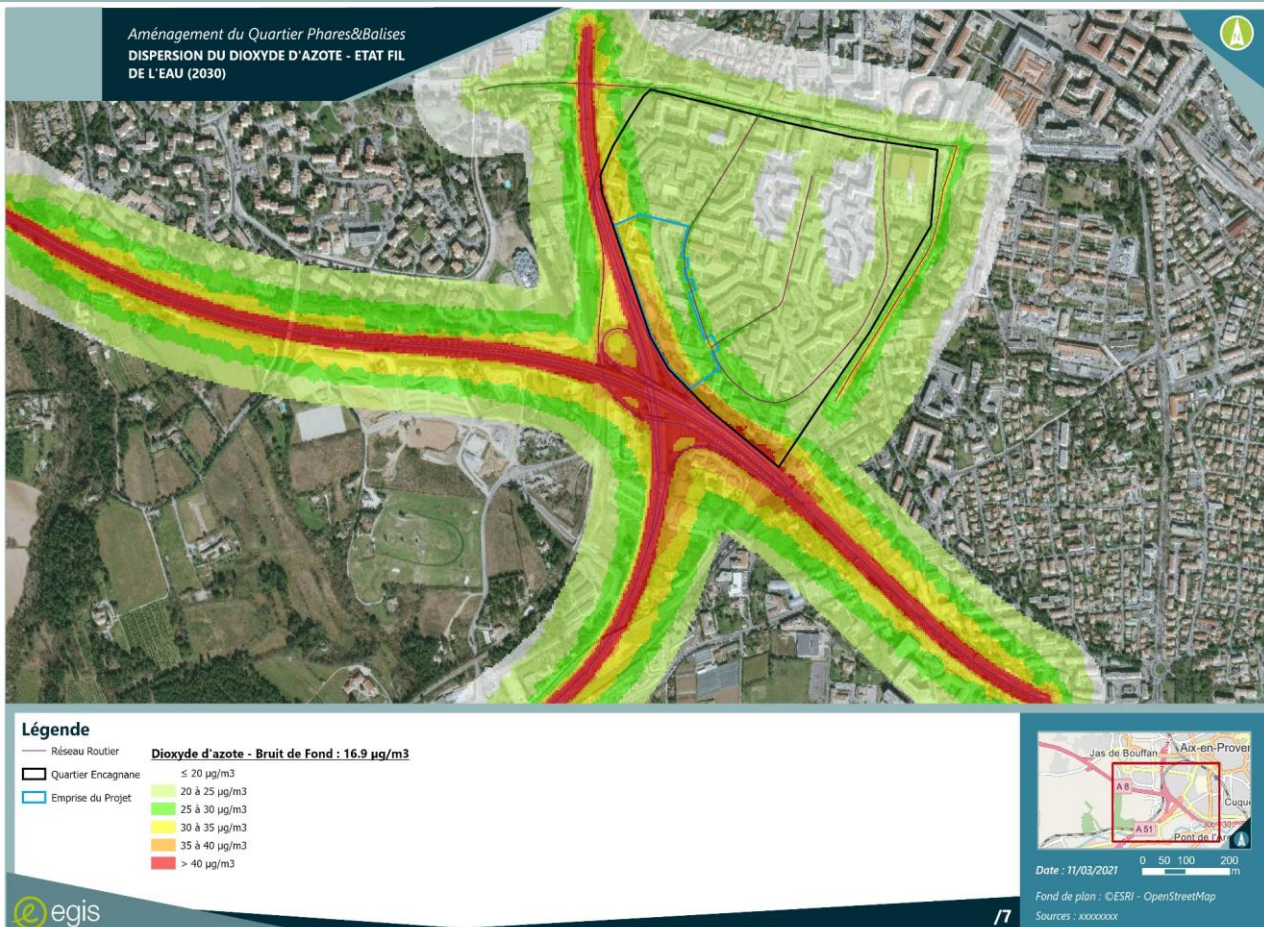 Aménagement du Quartier Phares&Balises
DISPERSION DU DIOXYDE D'AZOTE - ETAT FIL
DE L'EAU (2030)
Légende
Réseau Routier
Quartier Encagnane
Emprise du Projet
Dioxyde d'azote - Bruit de Fond : 16.9 µg/m3
≤ 20 µg/m3
20 à 25 µg/m3
25 à 30 µg/m3
30 à 35 µg/m3
35 à 40 µg/m3
> 40 µg/m3
Jas de Bouffan
Aix-en-Prover
A 8
Cuqu
A 51
Pont de l'Ar
Date : 11/03/2021
0 50 100 200
m
Fond de plan : ©ESRI - OpenStreetMap
Sources : xxxxxxxx
egis
/7